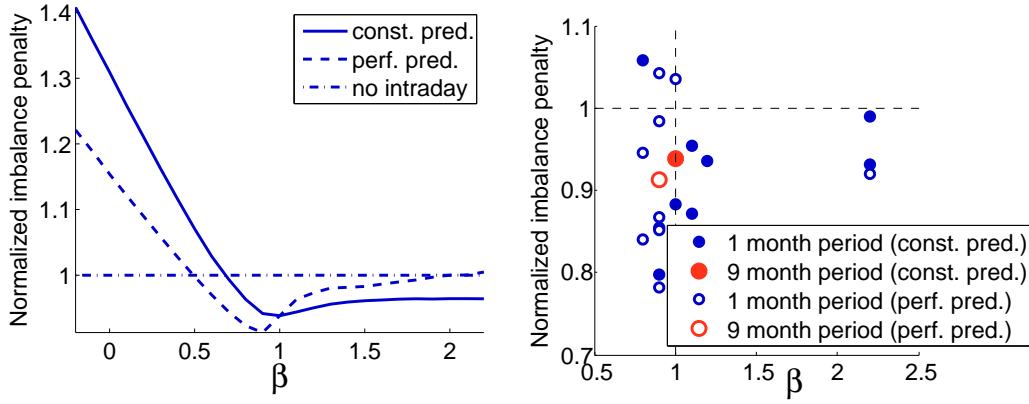 Normalized imbalance penalty
1.4
1.3
1.2
1.1
1
const. pred.
perf. pred.
no intraday
0
0.5
1
1.5
2
β
Normalized imbalance penalty
1.1
1
0.9
0.8
0.7
1 month period (const. pred.)
9 month period (const. pred.)
1 month period (perf. pred.)
9 month period (perf. pred.)
0.5
1
1.5
2
2.5
β